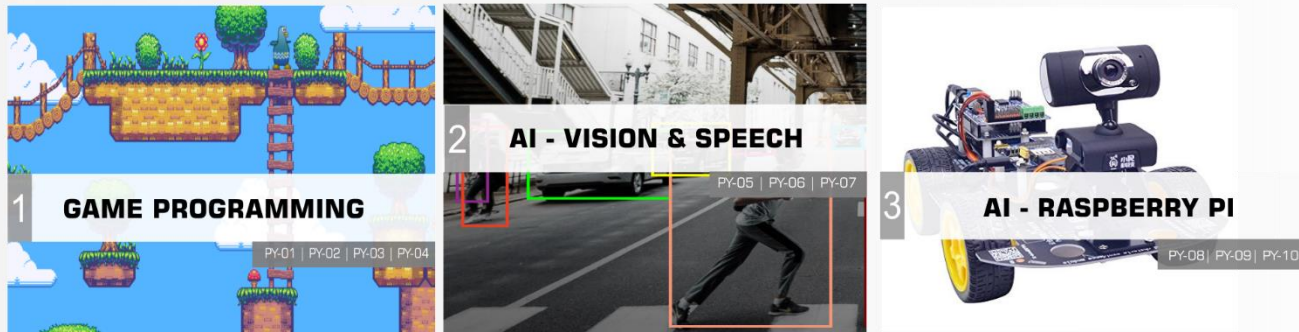 1
GAME PROGRAMMING
PY-01 | PY-02 | PY-03 | PY-04
2
AI - VISION & SPEECH
PY-05 | PY-06 | PY-07
3
AI - RASPBERRY PI
PY-08| PY-09| PY-10